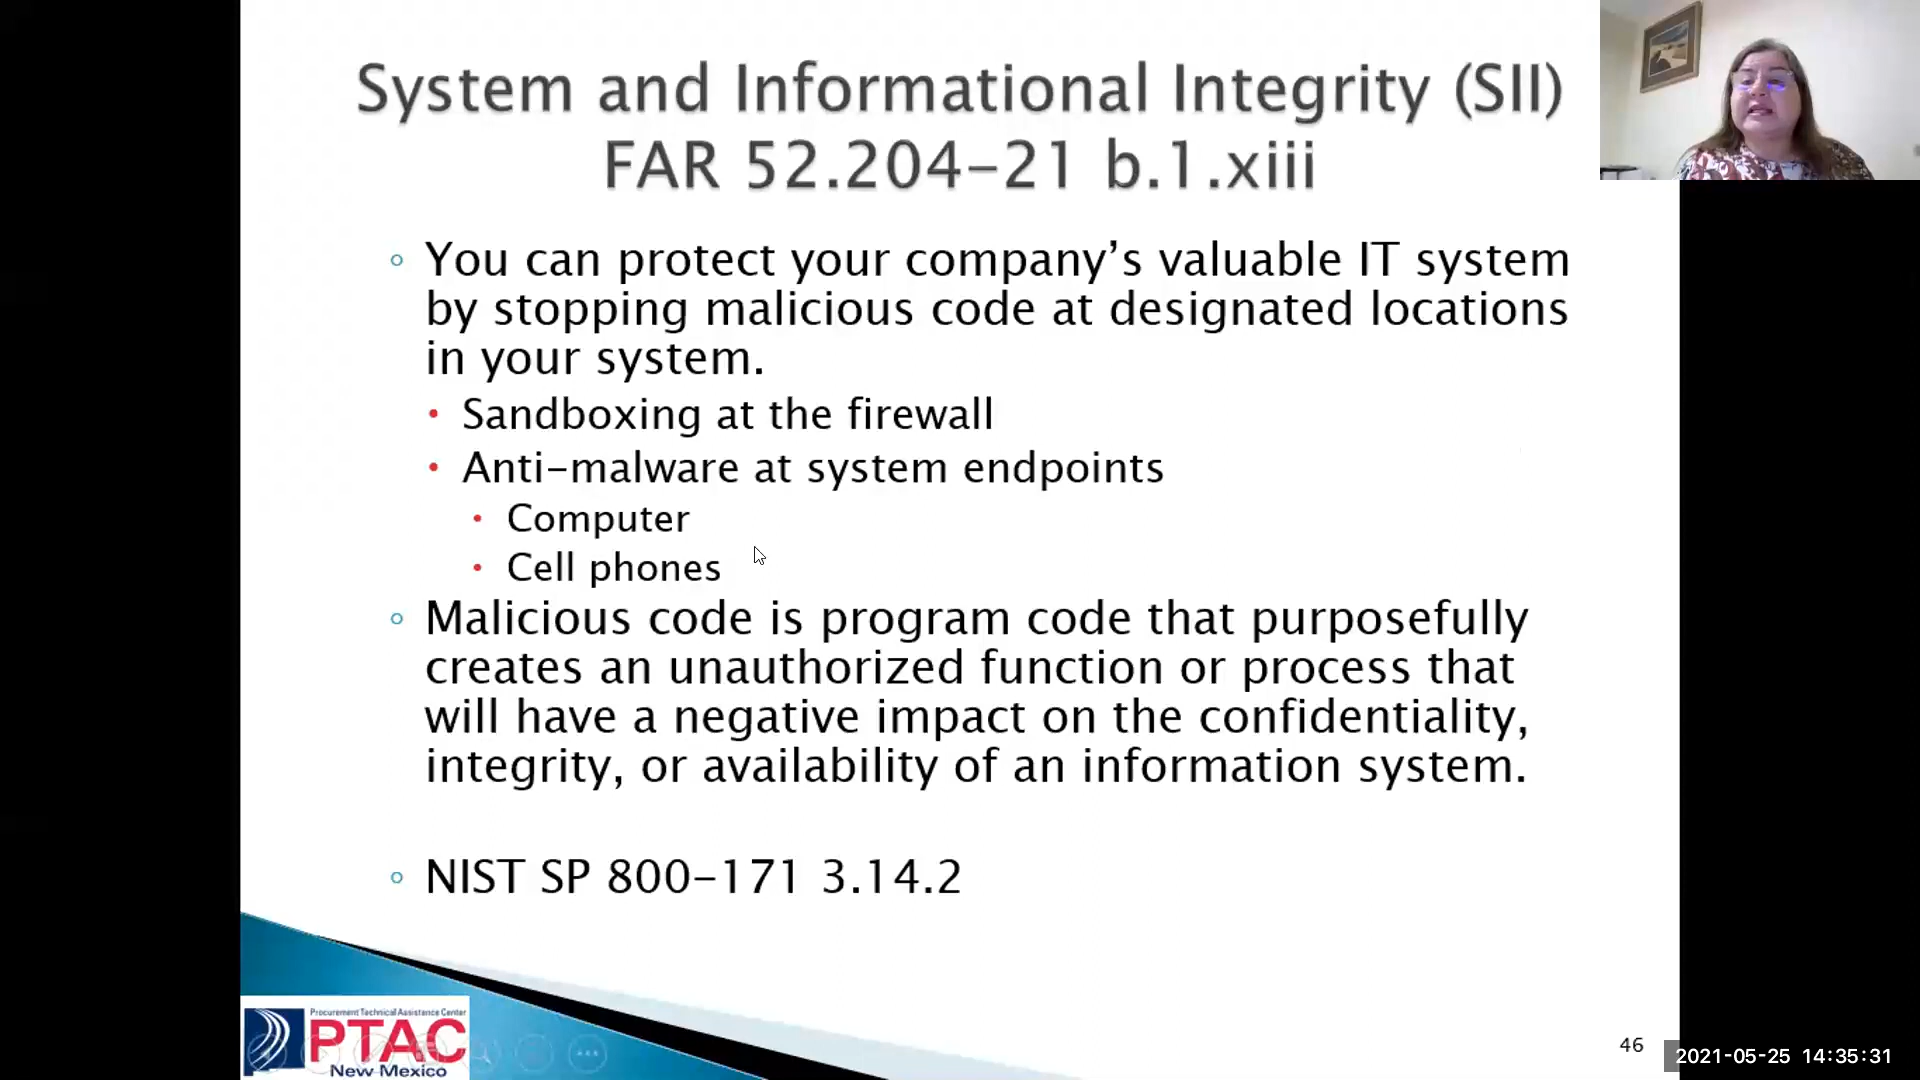 System and Informational Integrity (SII)
FAR 52.204-21 b.1.xiii
You can protect your company's valuable IT system
by stopping malicious code at designated locations
in your system.
Sandboxing at the firewall
Anti-malware at system endpoints
Computer
Cell phones
Malicious code is program code that purposefully
creates an unauthorized function or process that
will have a negative impact on the confidentiality,
integrity, or availability of an information system.
NIST SP 800-171 3.14.2
Procurement Technical Assistance Center
PTAC
New Mexico
46
2021-05-25 14:35:31